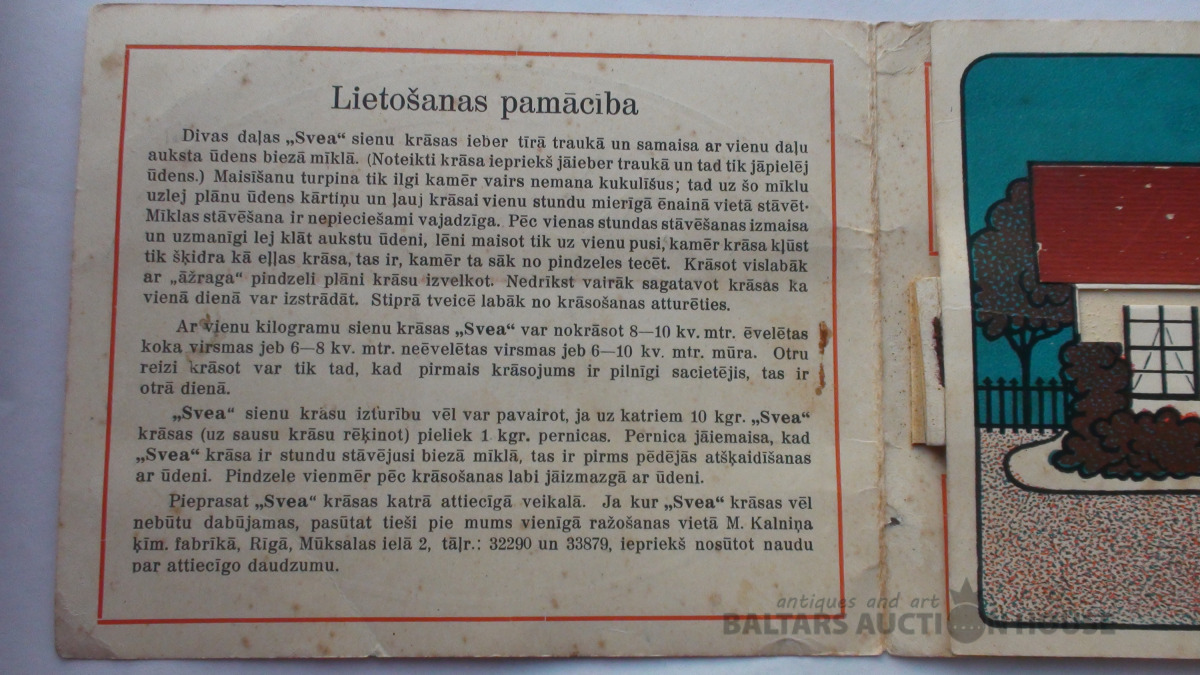 Lietošanas pamācība
Divas daļas „Svea“ sienu krāsas ieber tīrā traukā un samaisa ar vienu daļu
auksta ūdens biezā mīklā. (Noteikti krāsa iepriekš jāieber traukā un tad tik jāpielej
ūdens.) Maisīšanu turpina tik ilgi kamēr vairs nemana kukulīšus; tad uz šo mīklu
uzlej plānu ūdens kārtiņu un ļauj krāsai vienu stundu mierīgā ēnainā vietā stāvēt.
Mīklas stāvēšana ir nepieciešami vajadzīga. Pēc vienas stundas stāvēšanas izmaisa
un uzmanīgi lej klāt aukstu ūdeni, lēni maisot tik uz vienu pusi, kamēr krāsa kļūst
tik šķidra kā eļļas krāsa, tas ir, kamēr ta sāk no pindzeles tecēt. Krāsot vislabāk
ar „āžraga“ pindzeli plāni krāsu izvelkot. Nedrīkst vairāk sagatavot krāsas ka
vienā dienā var izstrādāt. Stiprā tveicē labāk no krāsošanas atturēties.
Ar vienu kilogramu sienu krāsas „Svea“ var nokrāsot 8—10 kv. mtr. ēvelētas
koka virsmas jeb 6—8 kv. mtr. neēvelētas virsmas jeb 6—10 kv. mtr. mūra. Otru
reizi krāsot var tik tad, kad pirmais krāsojums ir pilnīgi sacietējis, tas ir
otrā dienā.
„Svea“ sienu krāsu izturību vēl var pavairot, ja uz katriem 10 kgr. „Svea“
krāsas (uz sausu krāsu rēķinot) pieliek 1 kgr. pernicas. Pernica jāiemaisa, kad
„Svea“ krāsa ir stundu stāvējusi biezā mīklā, tas ir pirms pēdējās atšķaidīšanas
ar ūdeni. Pindzele vienmēr pēc krāsošanas labi jāizmazgā ar ūdeni.
Pieprasat „Svea“ krāsas katrā attiecīgā veikalā. Ja kur „Svea“ krāsas vēl
nebūtu dabūjamas, pasūtat tieši pie mums vienīgā ražošanas vietā M. Kalniņa
ķīm. fabrikā, Rīgā, Mūksalas ielā 2, tāļr.: 32290 un 33879, iepriekš nosūtot naudu
par attiecīgo daudzumu.
antiques and art
BALTARS AUCTION HOUSE